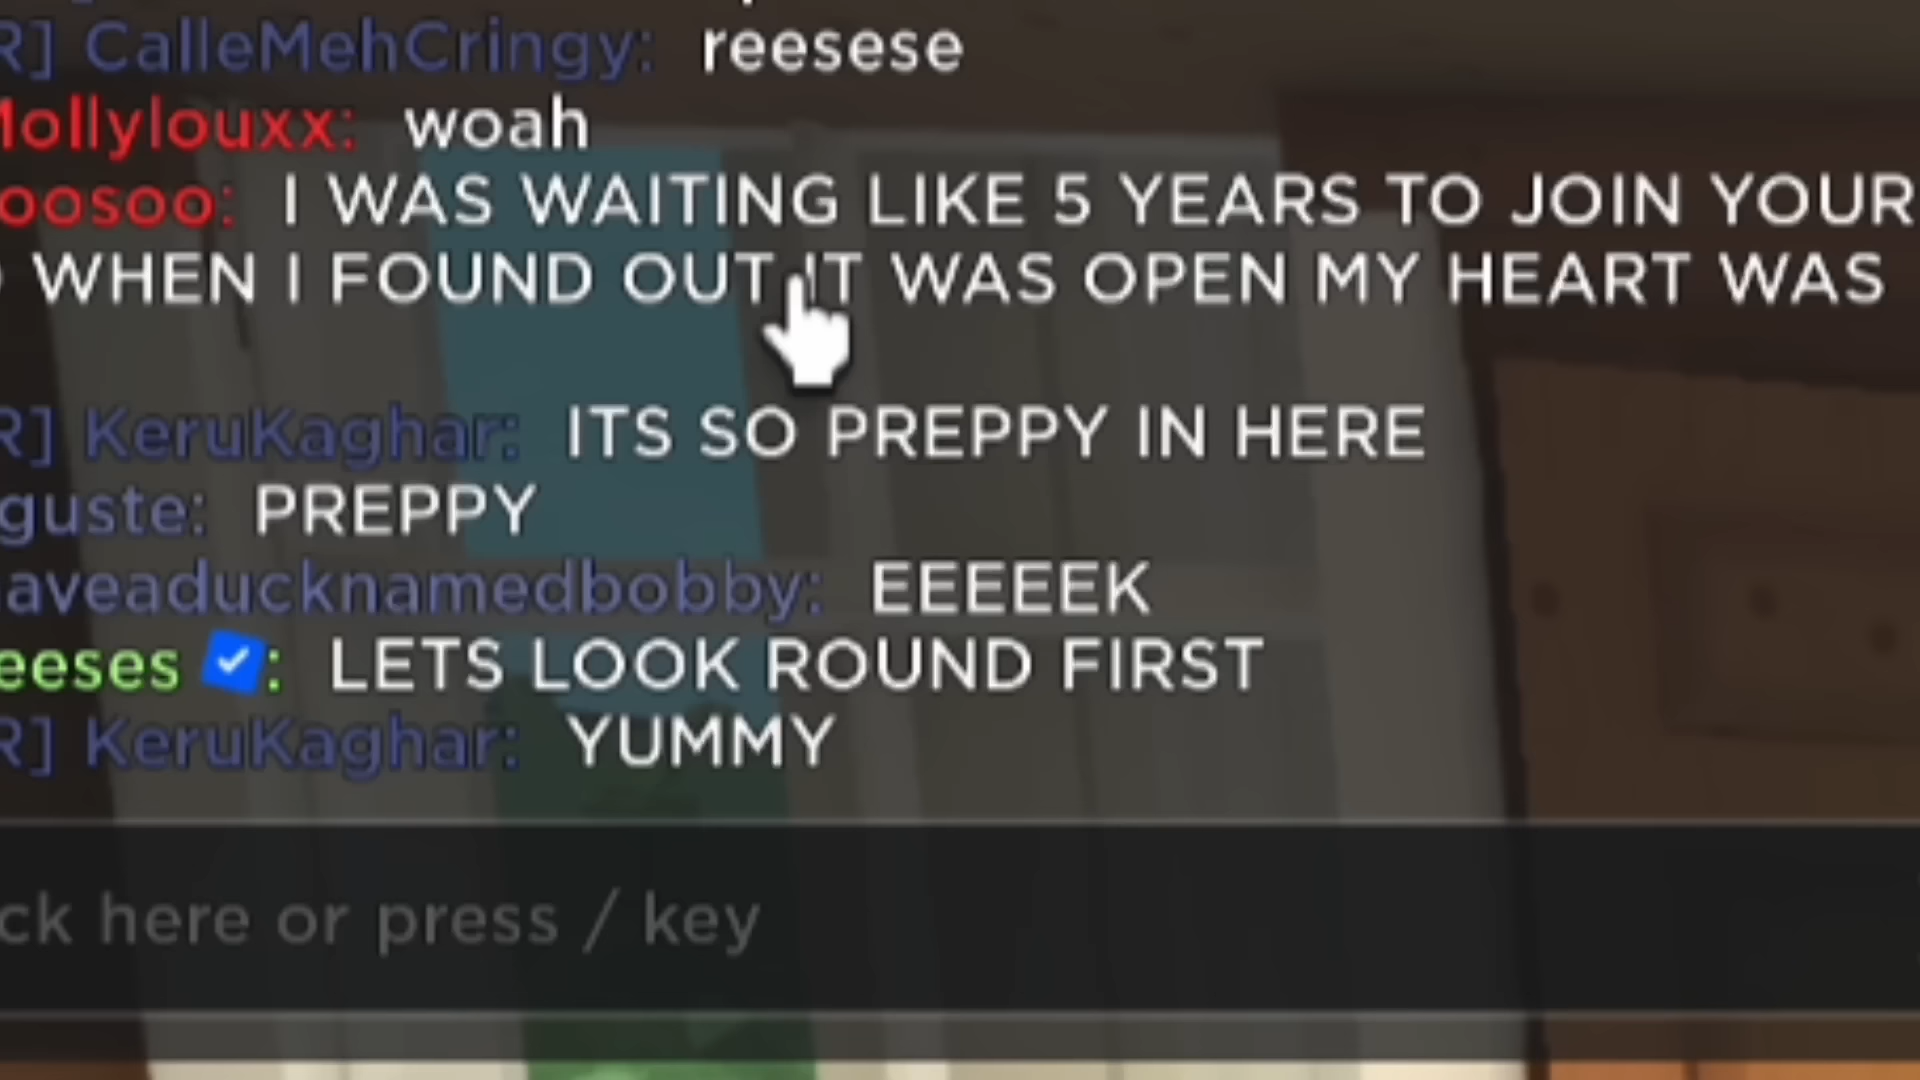 R] CalleMehCringy: reesese
Mollylouxx: woah
oosoo: I WAS WAITING LIKE 5 YEARS TO JOIN YOUR
WHEN I FOUND OUT IT WAS OPEN MY HEART WAS
R] KeruKaghar: ITS SO PREPPY IN HERE
guste: PREPPY
aveaducknamedbobby: EEEEEK
eeses ✓: LETS LOOK ROUND FIRST
R] KeruKaghar: YUMMY
ck here or press / key